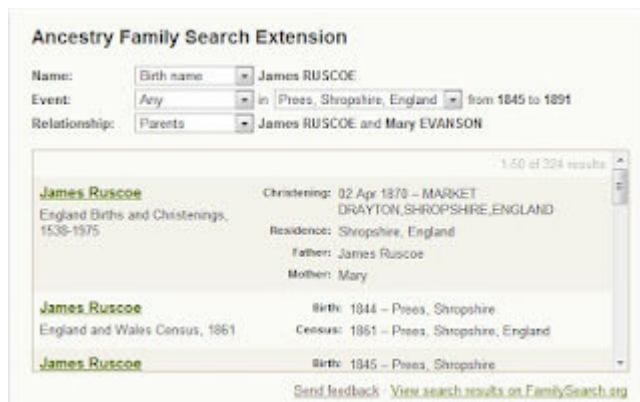 Ancestry Family Search Extension
Name: Birth name James RUSCOE
Event: Any in Prees, Shropshire, England from 1845 to 1891
Relationship: Parents James RUSCOE and Mary EVANSON
1-50 of 324 results
James Ruscoe Christening: 02 Apr 1870 – MARKET
England Births and Christenings, DRAYTON,SHROPSHIRE,ENGLAND
1538-1975 Residence: Shropshire, England
Father: James Ruscoe
Mother: Mary
James Ruscoe Birth: 1844 – Prees, Shropshire
England and Wales Census, 1861 Census: 1861 – Prees, Shropshire, England
James Ruscoe Birth: 1845 – Prees, Shropshire
Send feedback · View search results on FamilySearch.org